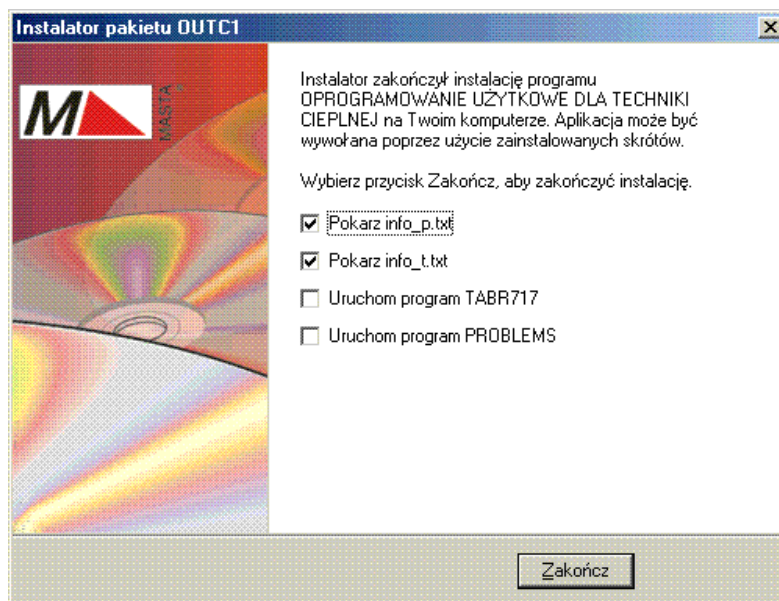 Instalator pakietu OUTC1
MASTA
Instalator zakończył instalację programu
OPROGRAMOWANIE UŻYTKOWE DLA TECHNIKI
CIEPLNEJ na Twoim komputerze. Aplikacja może być
wywołana poprzez użycie zainstalowanych skrótów.
Wybierz przycisk Zakończ, aby zakończyć instalację.
Pokarz info_p.txt
Pokarz info_t.txt
Uruchom program TABR717
Uruchom program PROBLEMS
Zakończ